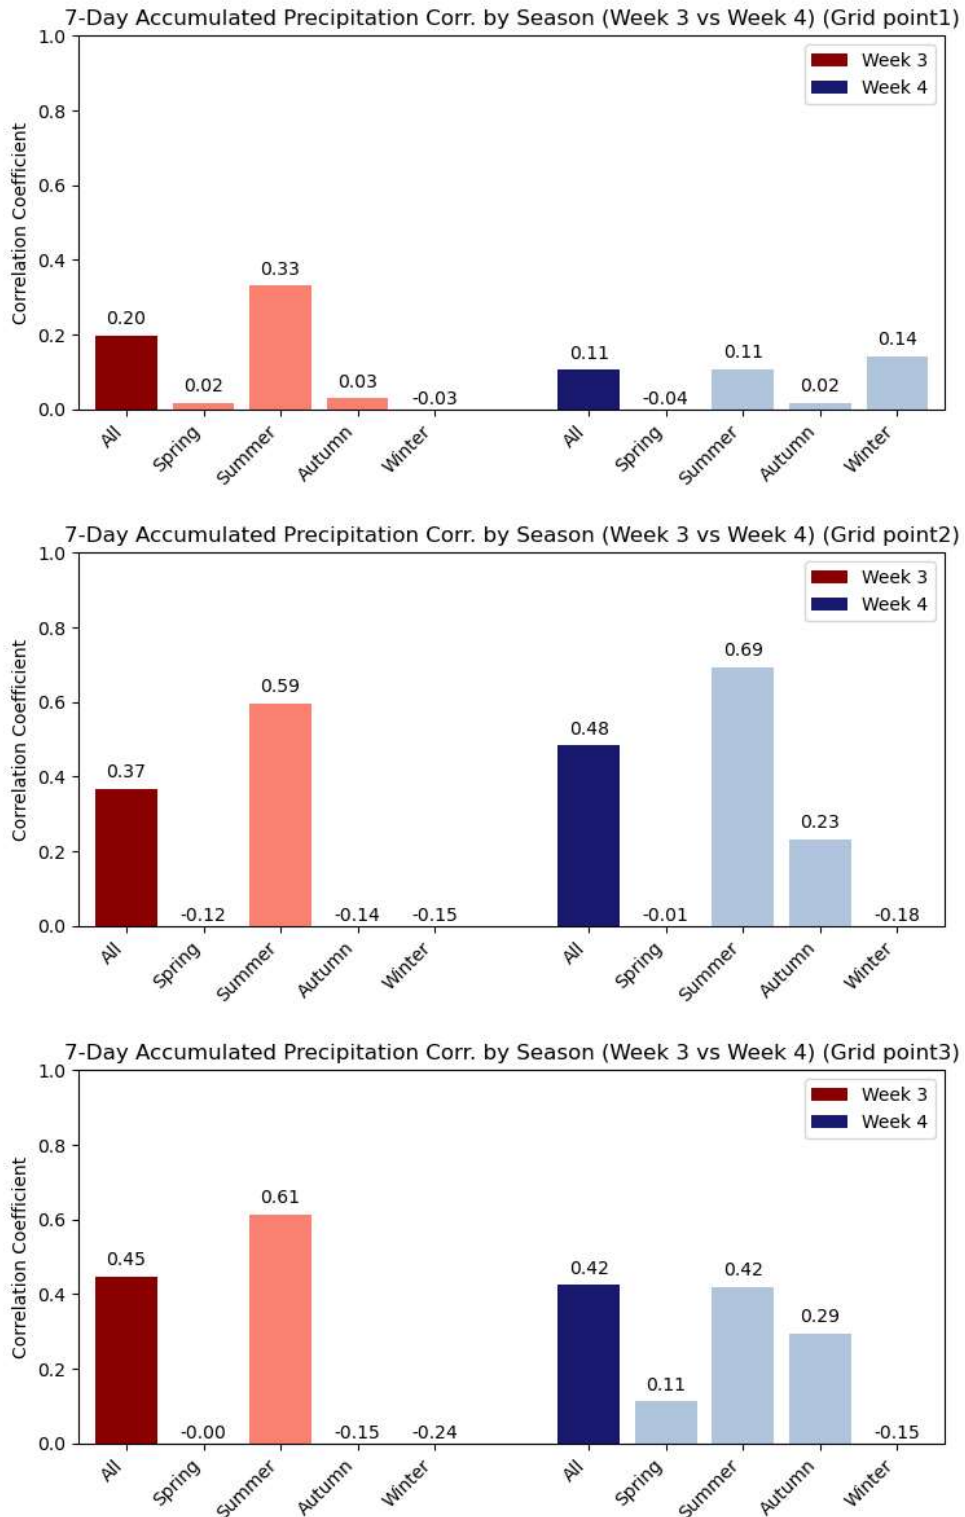 7-Day Accumulated Precipitation Corr. by Season (Week 3 vs Week 4) (Grid point1)
1.0
0.8
0.6
0.4
0.2
0.0
Correlation Coefficient
Week 3
Week 4
0.20
0.02
0.33
0.03
-0.03
0.11
-0.04
0.11
0.02
0.14
All
Spring
Summer
Autumn
Winter
All
Spring
Summer
Autumn
Winter
7-Day Accumulated Precipitation Corr. by Season (Week 3 vs Week 4) (Grid point2)
1.0
0.8
0.6
0.4
0.2
0.0
Correlation Coefficient
Week 3
Week 4
0.37
-0.12
0.59
-0.14
-0.15
0.48
-0.01
0.69
0.23
-0.18
All
Spring
Summer
Autumn
Winter
All
Spring
Summer
Autumn
Winter
7-Day Accumulated Precipitation Corr. by Season (Week 3 vs Week 4) (Grid point3)
1.0
0.8
0.6
0.4
0.2
0.0
Correlation Coefficient
Week 3
Week 4
0.45
-0.00
0.61
-0.15
-0.24
0.42
0.11
0.42
0.29
-0.15
All
Spring
Summer
Autumn
Winter
All
Spring
Summer
Autumn
Winter